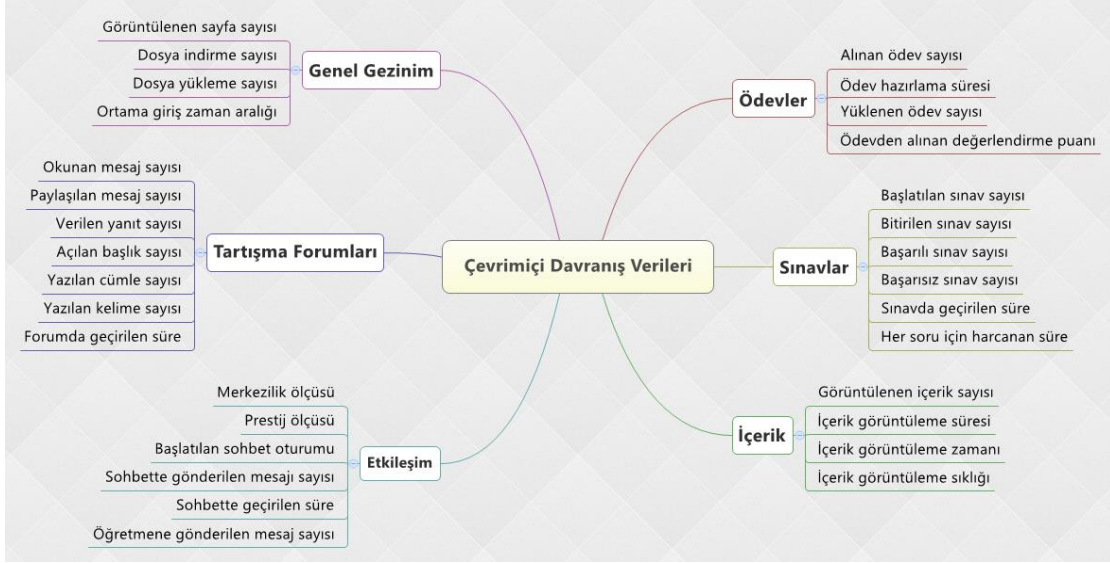 Çevrimiçi Davranış Verileri
Genel Gezinim
Görüntülenen sayfa sayısı
Dosya indirme sayısı
Dosya yükleme sayısı
Ortama giriş zaman aralığı
Tartışma Forumları
Okunan mesaj sayısı
Paylaşılan mesaj sayısı
Verilen yanıt sayısı
Açılan başlık sayısı
Yazılan cümle sayısı
Yazılan kelime sayısı
Forumda geçirilen süre
Etkileşim
Merkezilik ölçüsü
Prestij ölçüsü
Başlatılan sohbet oturumu
Sohbette gönderilen mesajı sayısı
Sohbette geçirilen süre
Öğretmene gönderilen mesaj sayısı
Ödevler
Alınan ödev sayısı
Ödev hazırlama süresi
Yüklenen ödev sayısı
Ödevden alınan değerlendirme puanı
Sınavlar
Başlatılan sınav sayısı
Bitirilen sınav sayısı
Başarılı sınav sayısı
Başarısız sınav sayısı
Sınavda geçirilen süre
Her soru için harcanan süre
İçerik
Görüntülenen içerik sayısı
İçerik görüntüleme süresi
İçerik görüntüleme zamanı
İçerik görüntüleme sıklığı